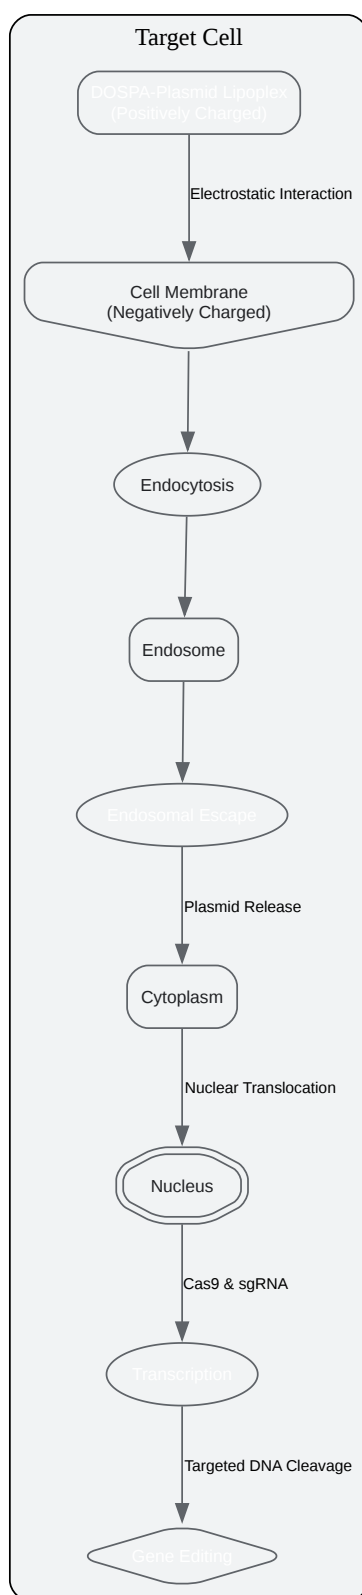 Target Cell
DOSPA-Plasmid Lipoplex
(Positively Charged)
Electrostatic Interaction
Cell Membrane
(Negatively Charged)
Endocytosis
Endosome
Endosomal Escape
Plasmid Release
Cytoplasm
Nuclear Translocation
Nucleus
Cas9 & sgRNA
Transcription
Targeted DNA Cleavage
Gene Editing